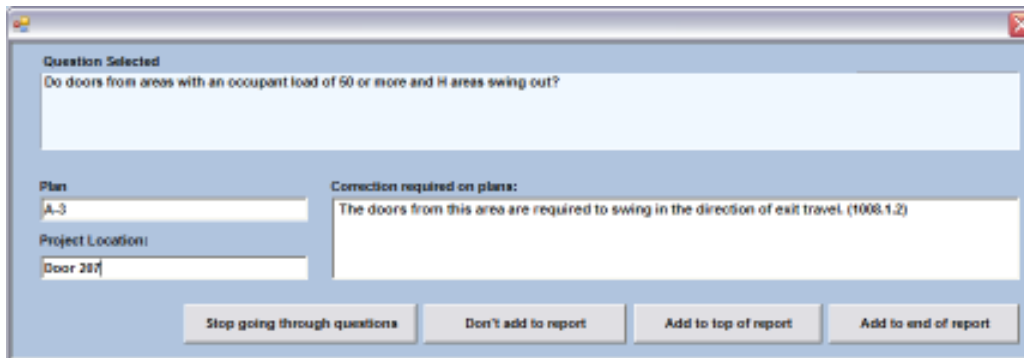 Question Selected
Do doors from areas with an occupant load of 50 or more and H areas swing out?
Plan
A-3
Project Location:
Door 207
Correction required on plans:
The doors from this area are required to swing in the direction of exit travel. (1008.1.2)
Stop going through questions
Don't add to report
Add to top of report
Add to end of report